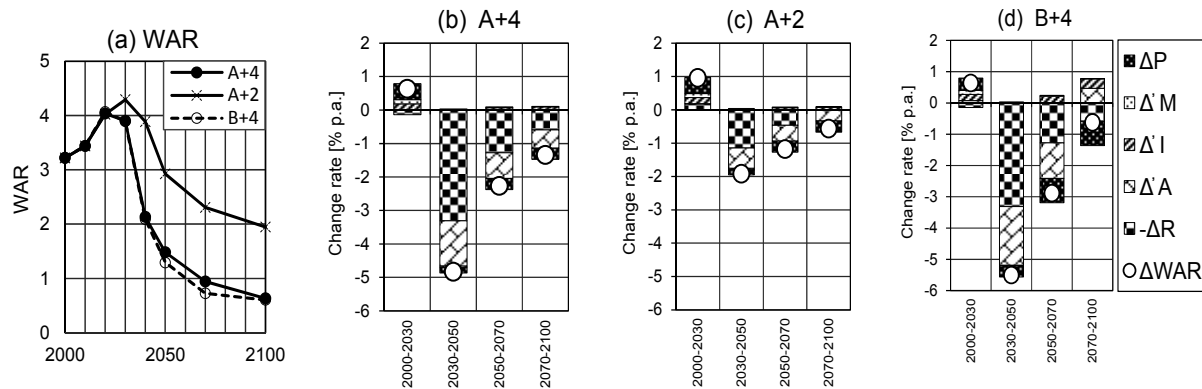 (a) WAR
WAR
5
4
3
2
1
0
2000
2050
2100
A+4
A+2
B+4
(b) A+4
Change rate [% p.a.]
2
1
0
-1
-2
-3
-4
-5
-6
2000-2030
2030-2050
2050-2070
2070-2100
(c) A+2
Change rate [% p.a.]
2
1
0
-1
-2
-3
-4
-5
-6
2000-2030
2030-2050
2050-2070
2070-2100
(d) B+4
Change rate [% p.a.]
2
1
0
-1
-2
-3
-4
-5
-6
2000-2030
2030-2050
2050-2070
2070-2100
ΔP
Δ'M
Δ'I
Δ'A
-ΔR
ΔWAR